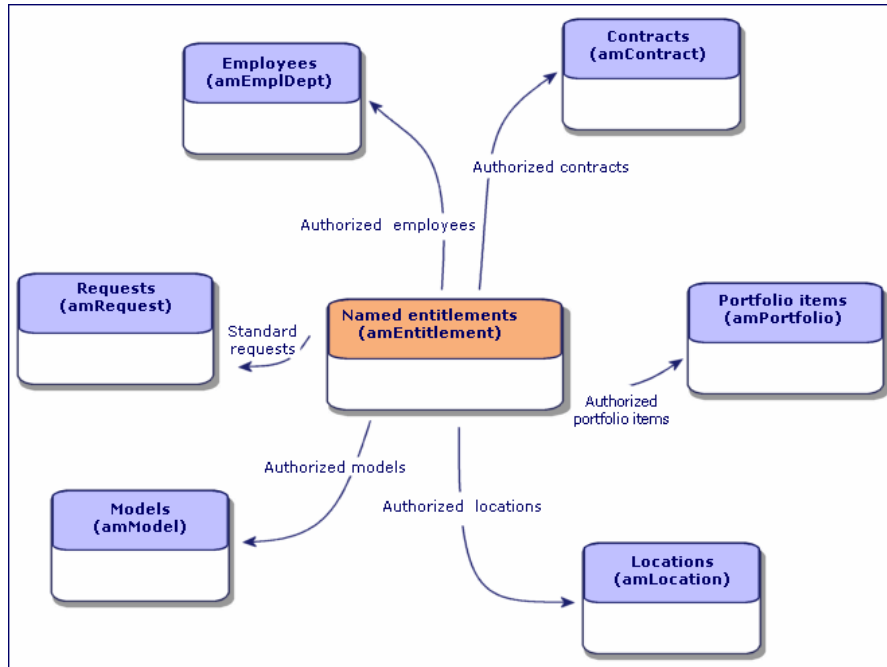 Employees
(amEmplDept)
Contracts
(amContract)
Authorized contracts
Authorized employees
Requests
(amRequest)
Standard
requests
Named entitlements
(amEntitlement)
Portfolio items
(amPortfolio)
Authorized
portfolio items
Authorized models
Authorized locations
Models
(amModel)
Locations
(amLocation)